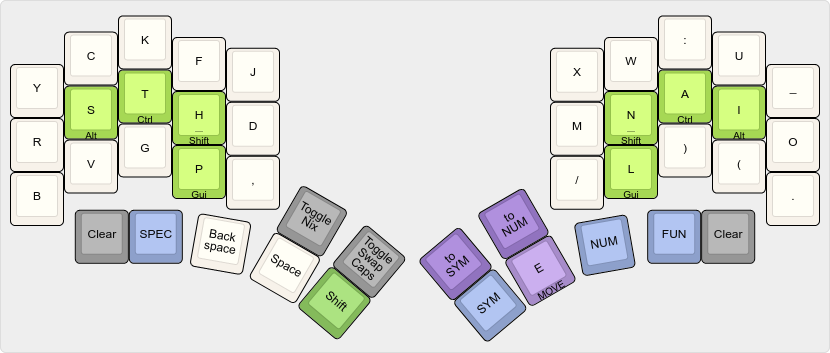 K
C
F
J
Y
T
Ctrl
S
Alt
H
_
Shift
D
R
G
V
P
Gui
,
B
:
W
U
X
_
A
Ctrl
N
_
Shift
I
Alt
M
O
)
L
Gui
(
/
.
Clear
SPEC
Back
space
Toggle
Nix
Space
Toggle
Swap
Caps
Shift
to
NUM
to
SYM
E
MOVE
SYM
NUM
FUN
Clear